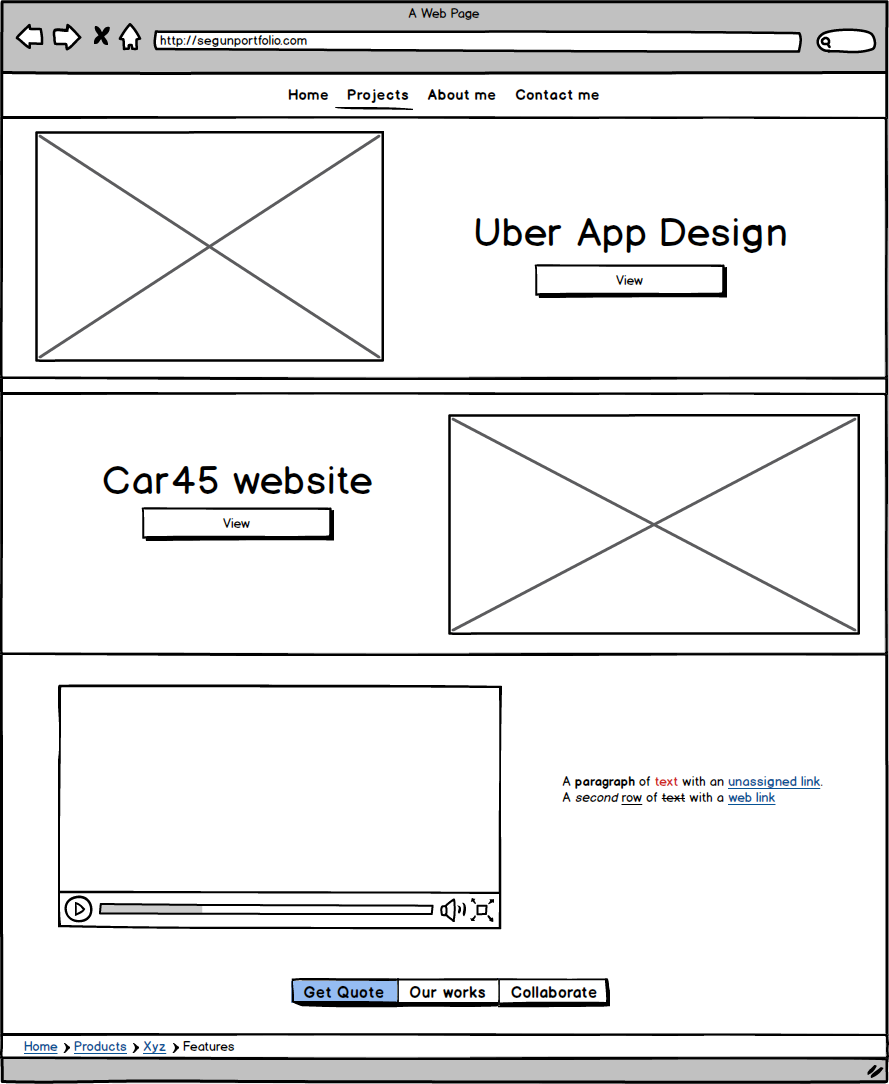 A Web Page
http://segunportfolio.com
Home Projects About me Contact me
Uber App Design
View
Car45 website
View
A paragraph of text with an unassigned link.
A second row of text with a web link
Get Quote Our works Collaborate
Home Products Xyz Features